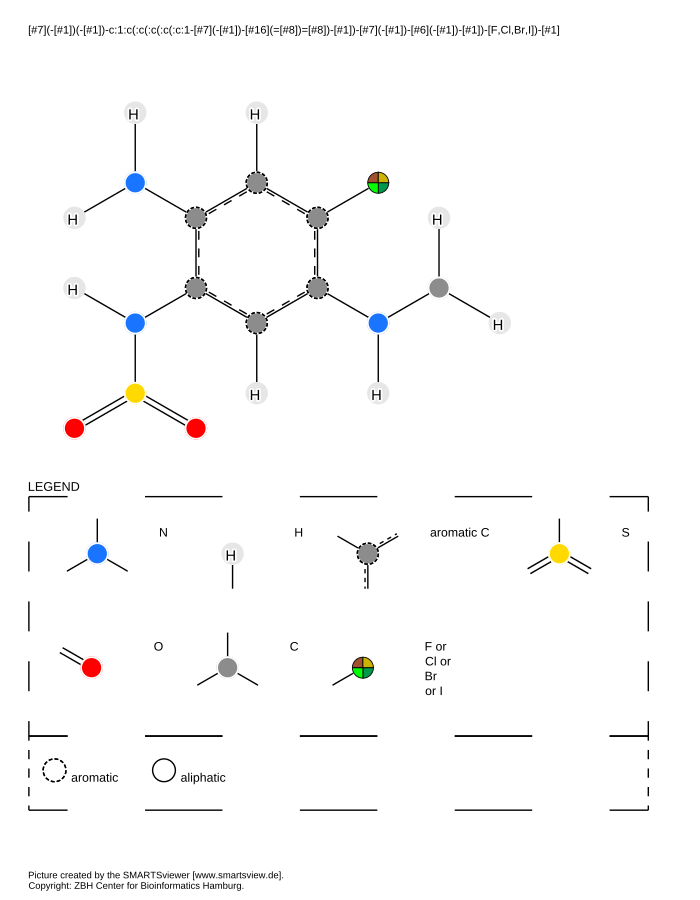 [#7](-[#1])(-[#1])-c:1:c(:c(:c(:c(:c:1-[#7](-[#1])-[#16](=[#8])=[#8])-[#1])-[#7](-[#1])-[#6](-[#1])-[#1])-[F,Cl,Br,I])-[#1]
H H
H H
H H
H H
LEGEND
N H aromatic C S
H
O C F or
Cl or
Br
or I
aromatic aliphatic
Picture created by the SMARTSviewer [www.smartsview.de].
Copyright: ZBH Center for Bioinformatics Hamburg.